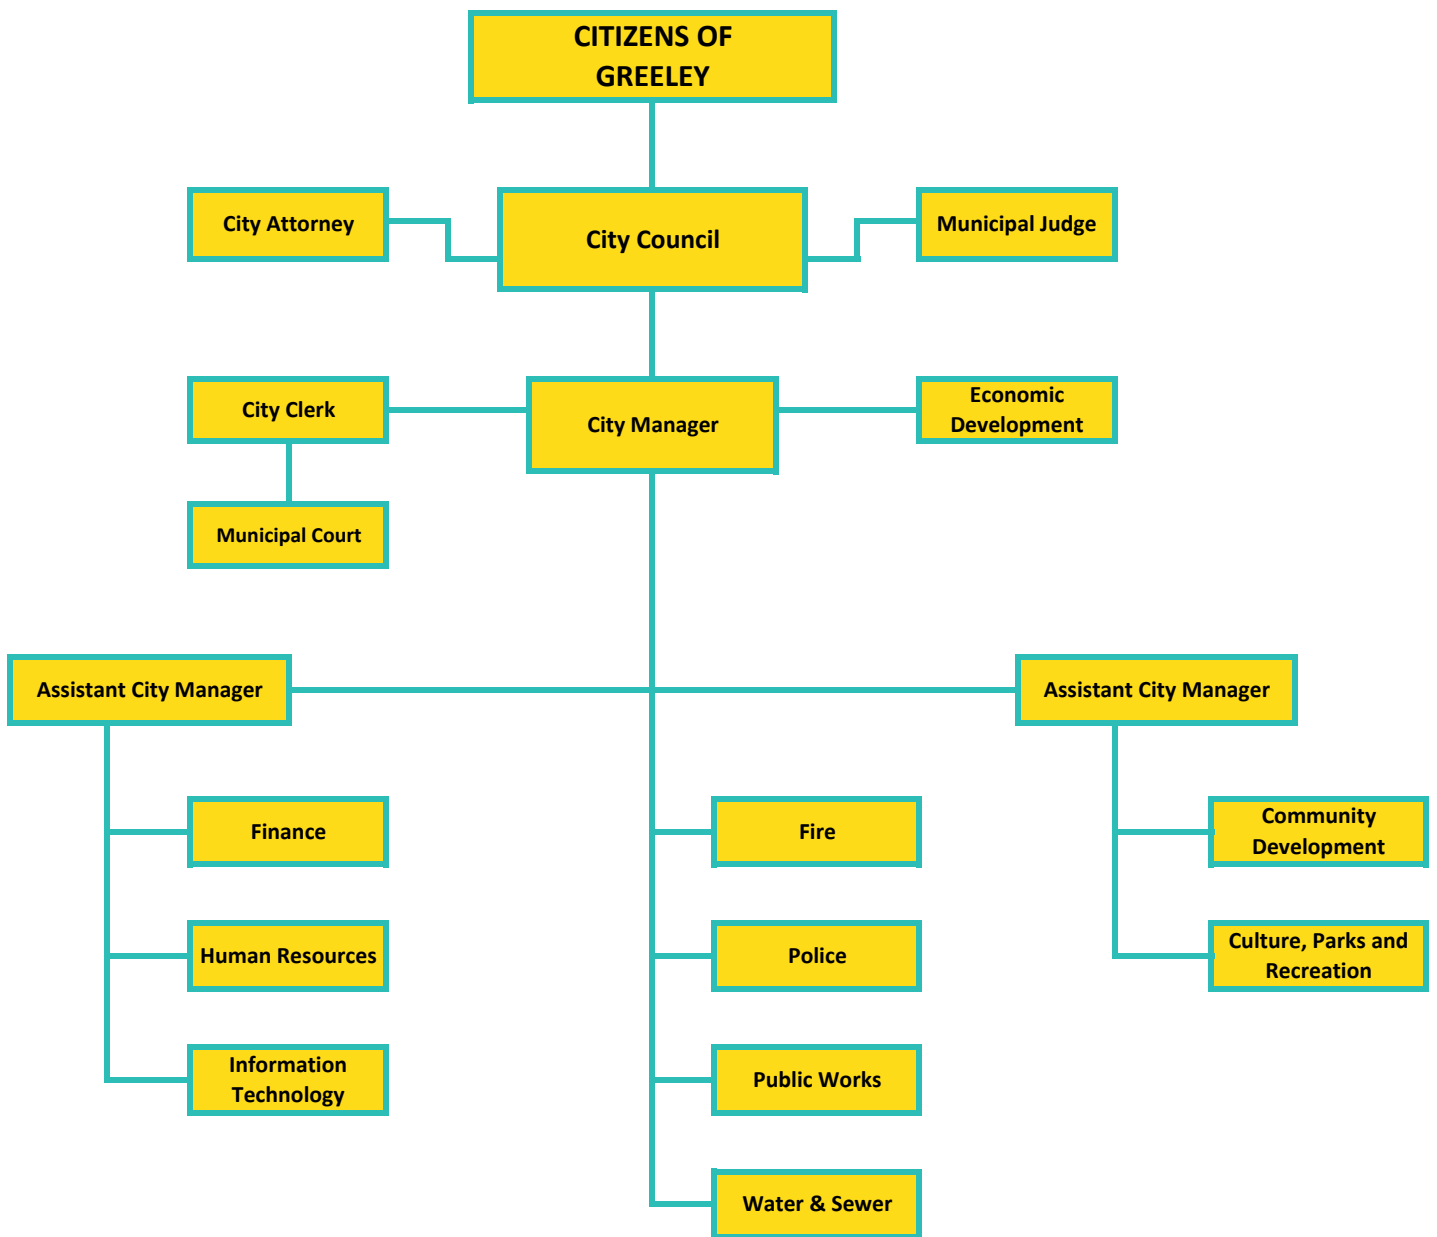 CITIZENS OF
GREELEY
City Attorney
City Council
Municipal Judge
City Clerk
City Manager
Economic
Development
Municipal Court
Assistant City Manager
Assistant City Manager
Finance
Fire
Community
Development
Human Resources
Police
Culture, Parks and
Recreation
Information
Technology
Public Works
Water & Sewer